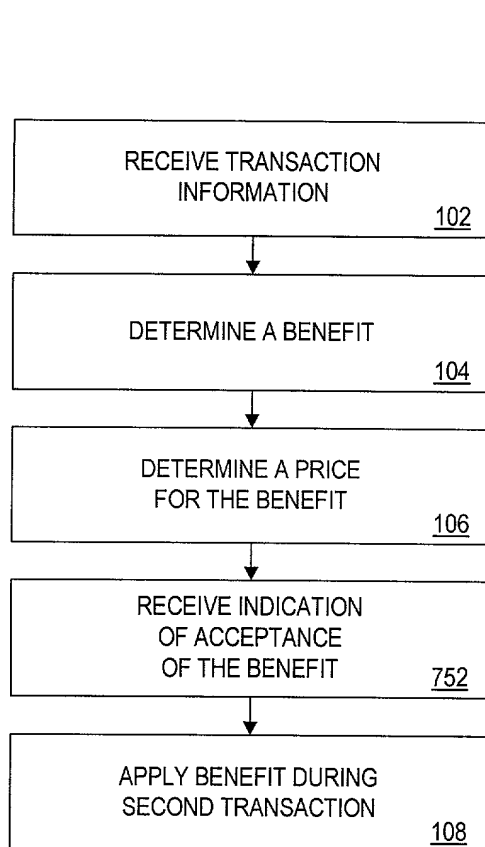 RECEIVE TRANSACTION
INFORMATION
102
DETERMINE A BENEFIT
104
DETERMINE A PRICE
FOR THE BENEFIT
106
RECEIVE INDICATION
OF ACCEPTANCE
OF THE BENEFIT
752
APPLY BENEFIT DURING
SECOND TRANSACTION
108